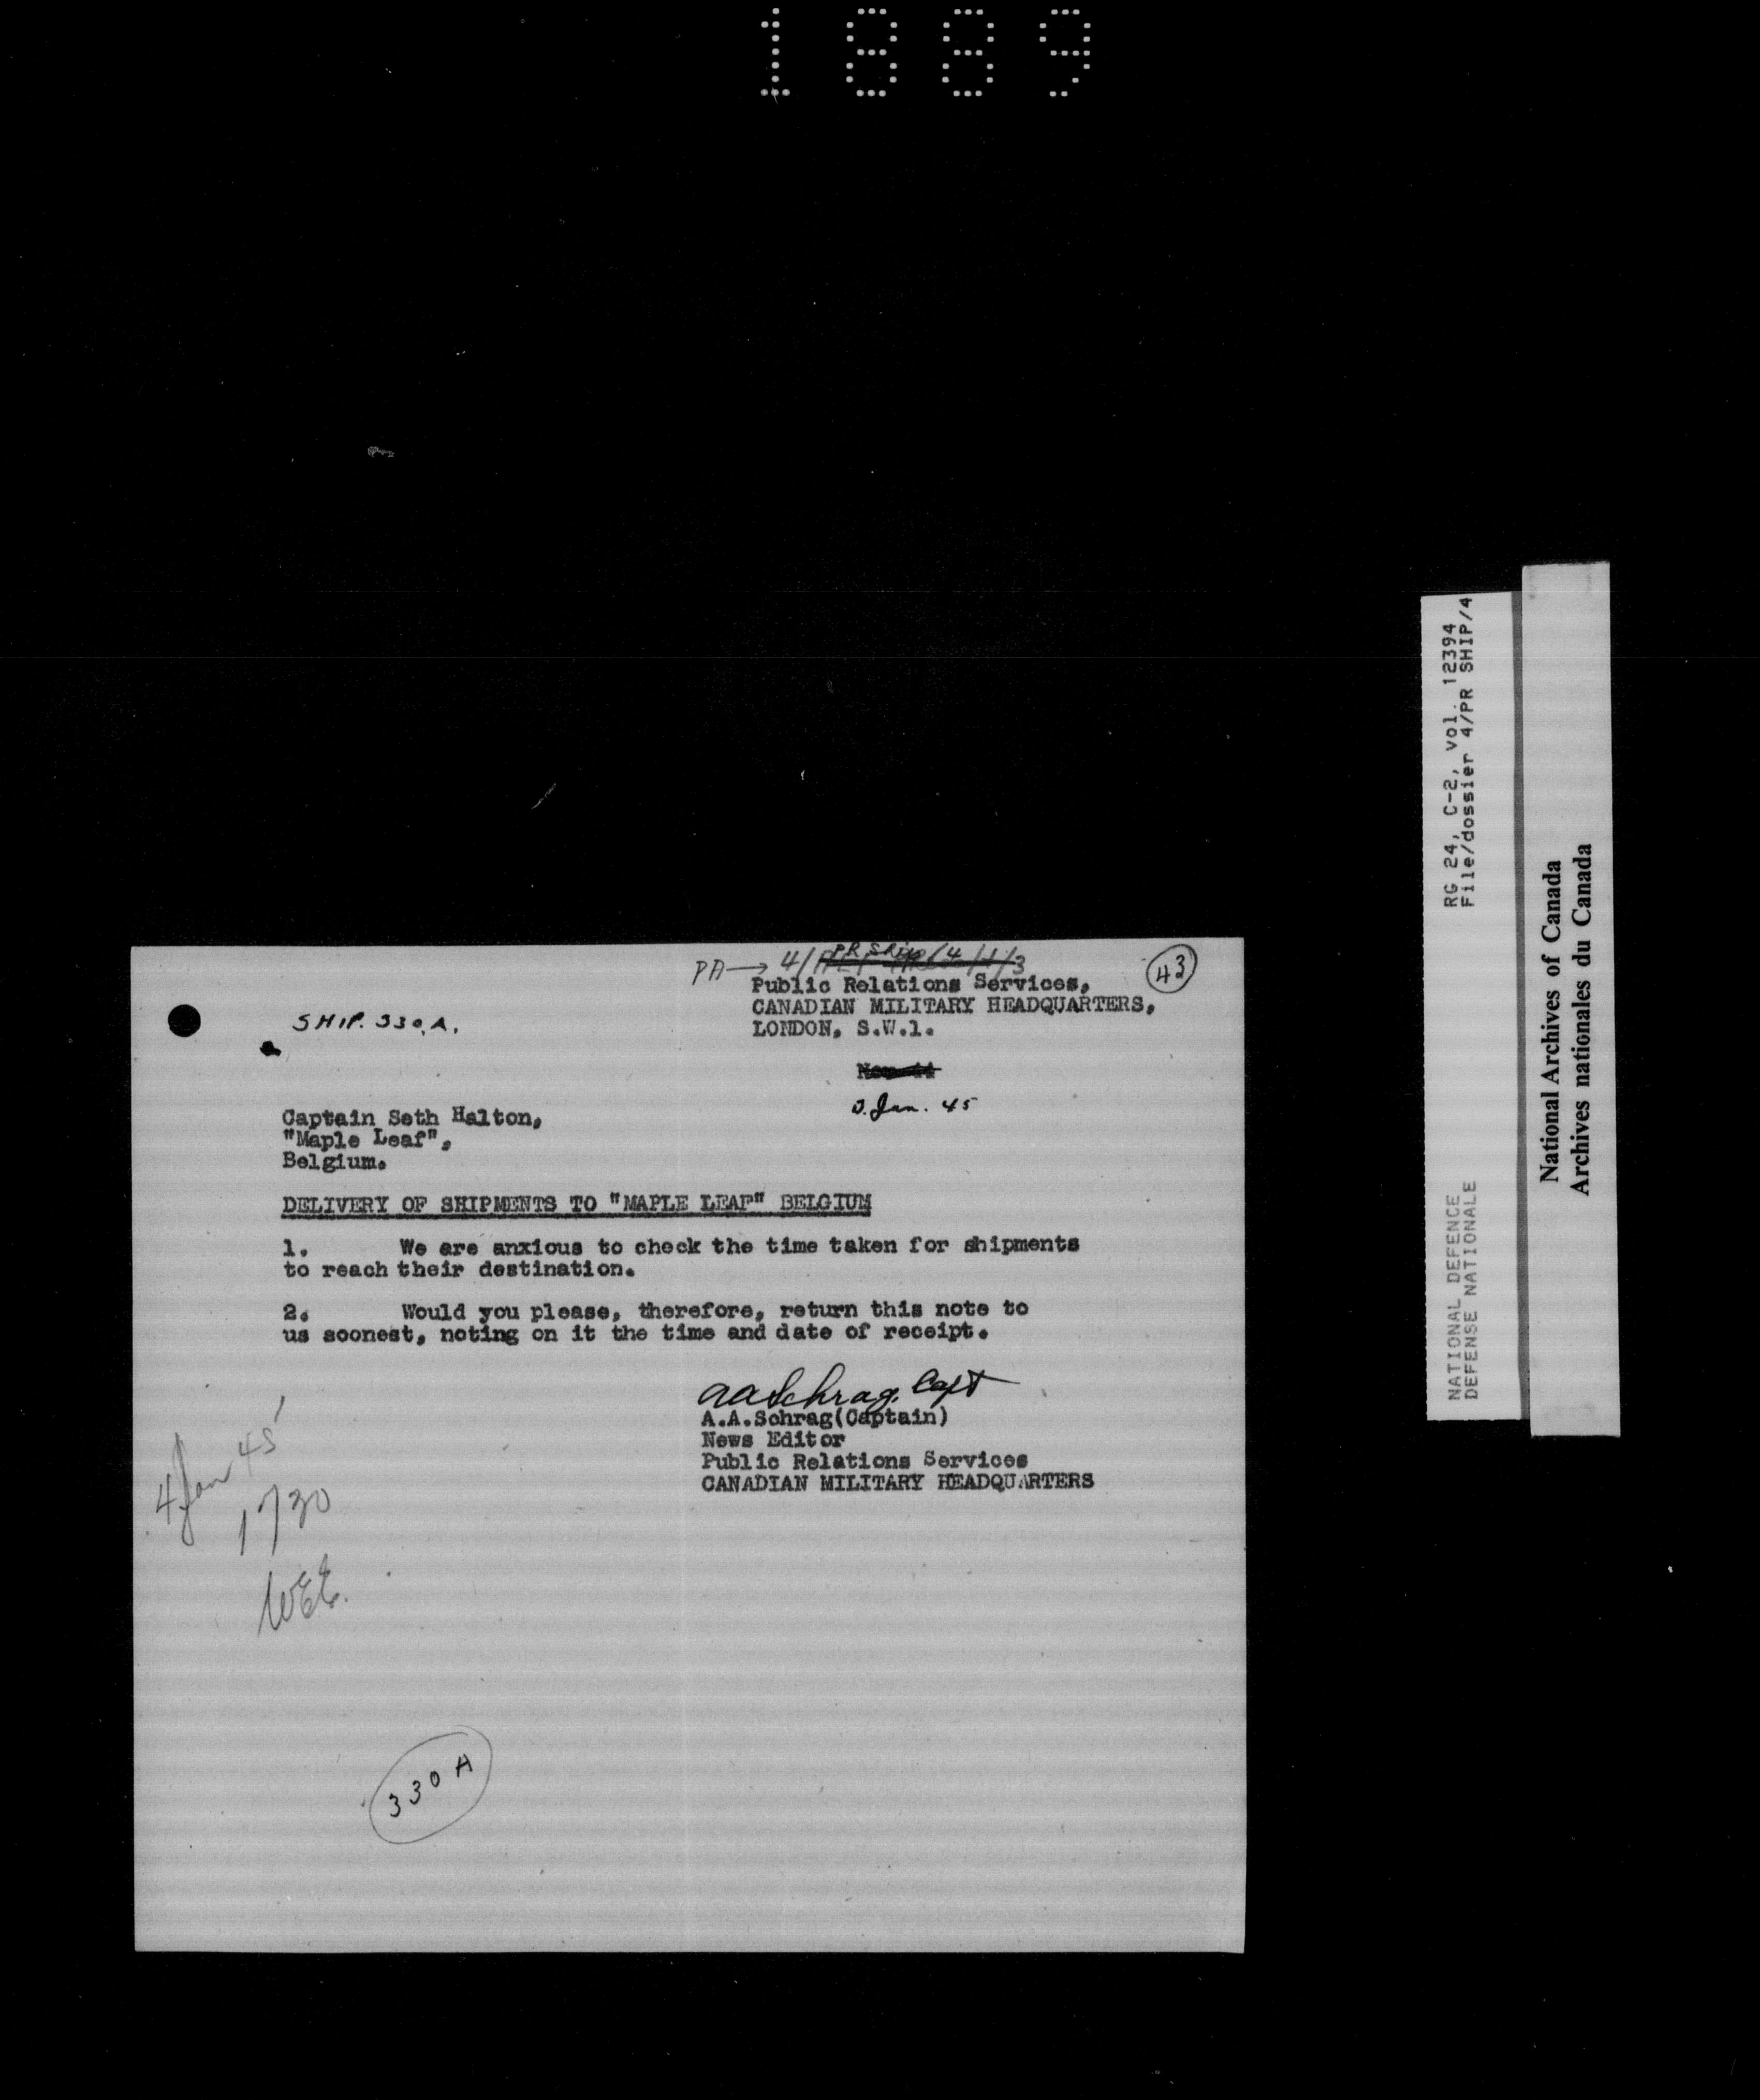 1889
PA → 4/PR SHIP/4
43
Public Relations Services,
CANADIAN MILITARY HEADQUARTERS,
LONDON, S.W.1.
SHIP. 330.A.
Jan. 45
Captain Seth Halton,
"Maple Leaf",
Belgium.
DELIVERY OF SHIPMENTS TO "MAPLE LEAF" BELGIUM
1. We are anxious to check the time taken for shipments
to reach their destination.
2. Would you please, therefore, return this note to
us soonest, noting on it the time and date of receipt.
AASchrag. Capt
A.A.Schrag(Captain)
News Editor
Public Relations Services
CANADIAN MILITARY HEADQUARTERS
4 Jan 45
1730
330 A
RG 24, C-2, vol. 12394
File/dossier 4/PR SHIP/4
NATIONAL DEFENCE
DEFENSE NATIONALE
National Archives of Canada
Archives nationales du Canada